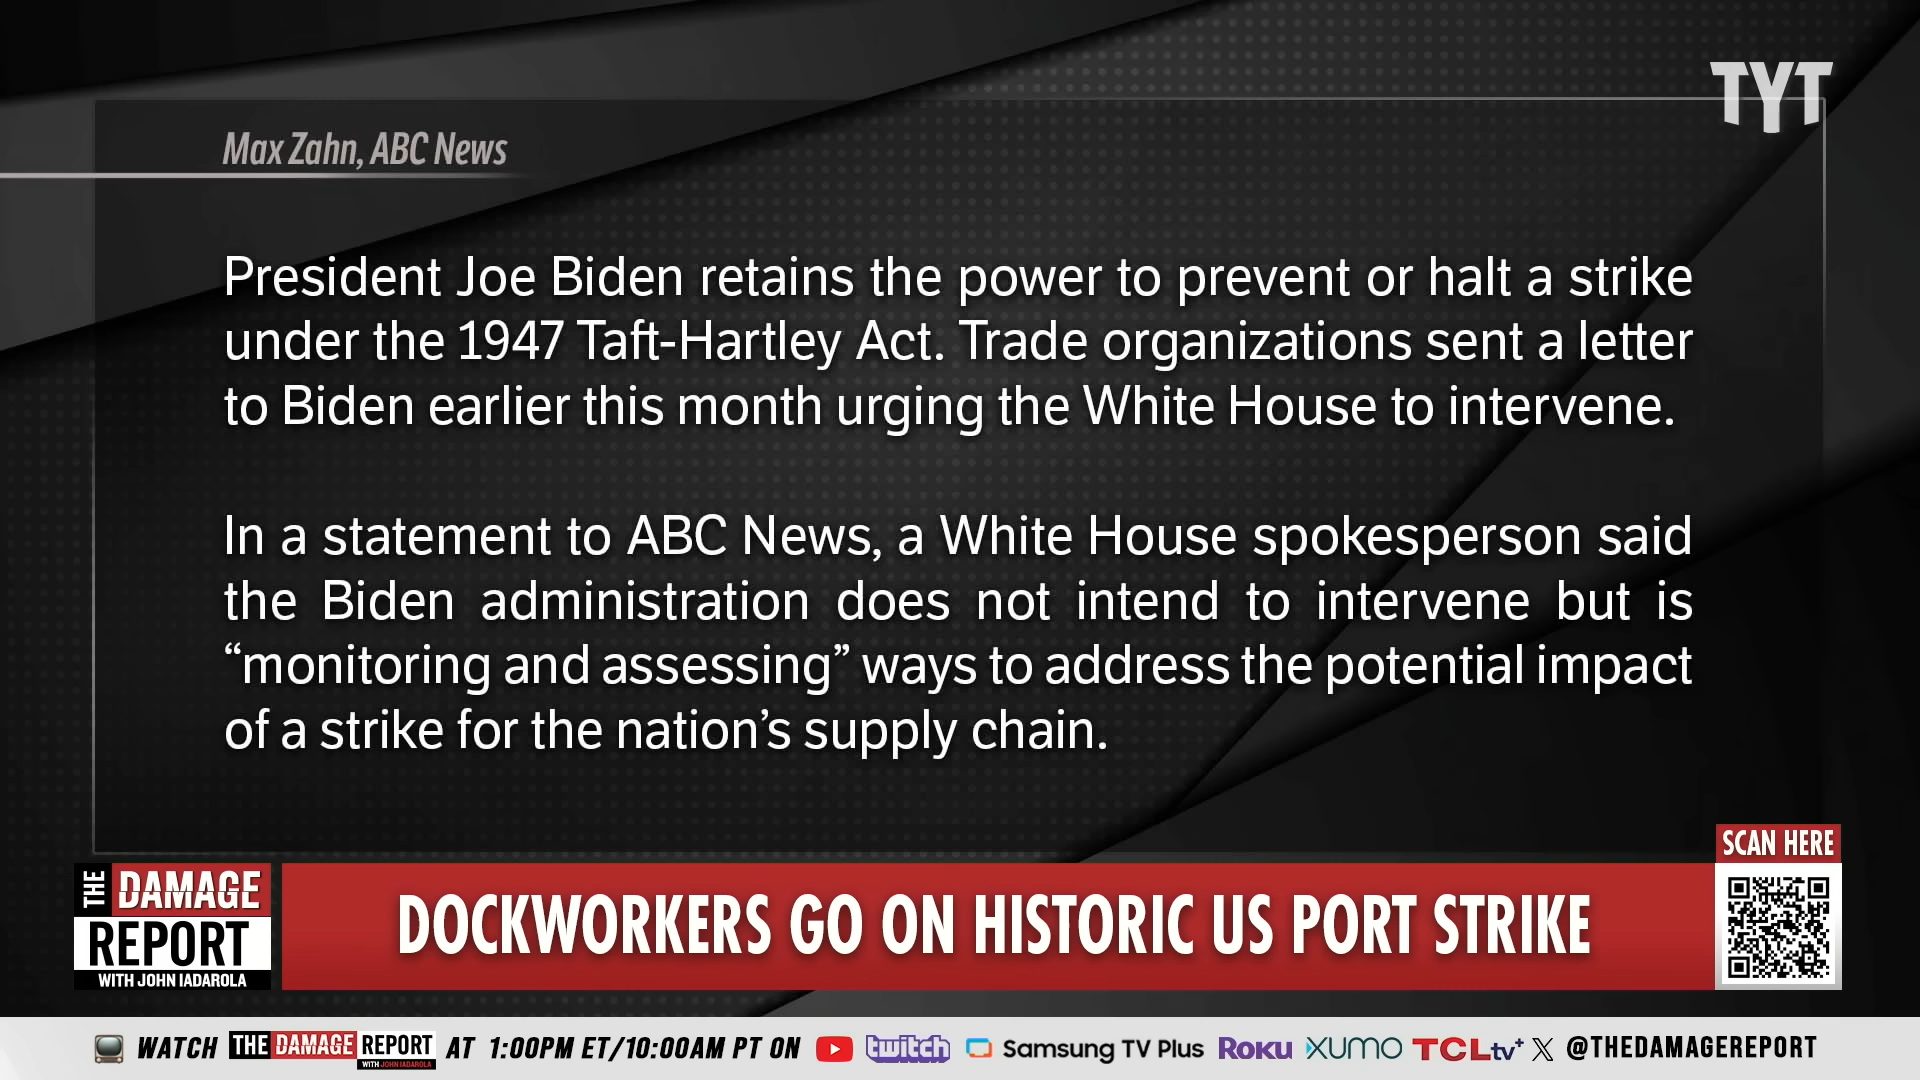 TYT
Max Zahn, ABC News
President Joe Biden retains the power to prevent or halt a strike
under the 1947 Taft-Hartley Act. Trade organizations sent a letter
to Biden earlier this month urging the White House to intervene.
In a statement to ABC News, a White House spokesperson said
the Biden administration does not intend to intervene but is
“monitoring and assessing” ways to address the potential impact
of a strike for the nation’s supply chain.
SCAN HERE
THE DAMAGE
REPORT
WITH JOHN IADAROLA
DOCKWORKERS GO ON HISTORIC US PORT STRIKE
WATCH THE DAMAGE REPORT WITH JOHN IADAROLA AT 1:00PM ET/10:00AM PT ON twitch Samsung TV Plus ROKU XUMO TCLtv+ X @THEDAMAGEREPORT